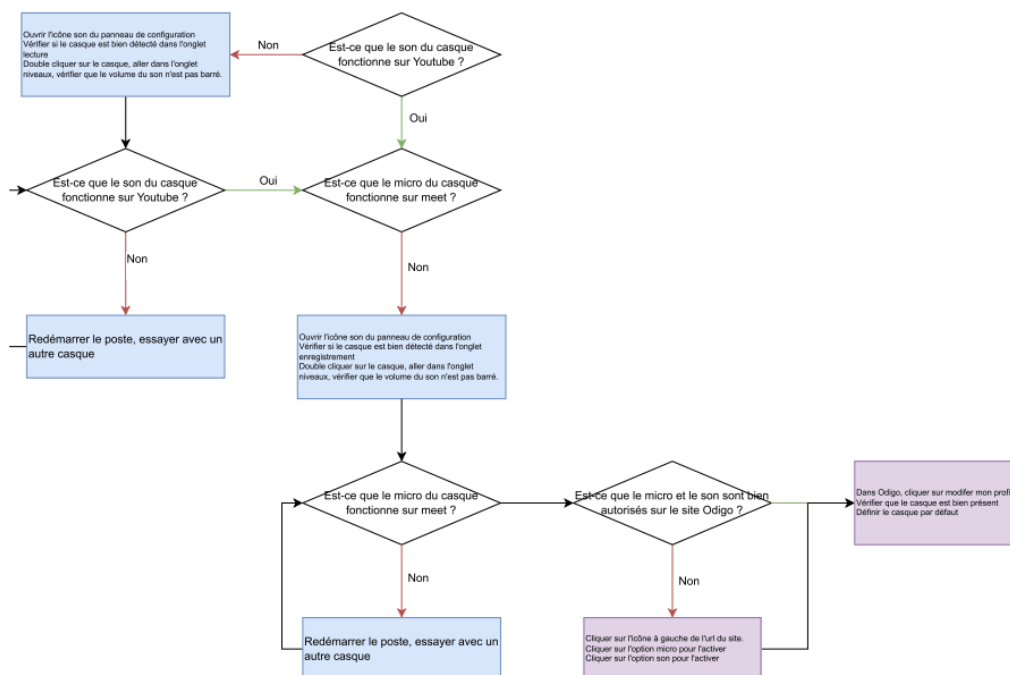 Ouvrir l'icône son du panneau de configuration
Vérifier si le casque est bien détecté dans l'onglet
lecture
Double cliquer sur le casque, aller dans l'onglet
niveaux, vérifier que le volume du son n'est pas barré.
Non
Est-ce que le son du casque
fonctionne sur Youtube ?
Oui
Est-ce que le son du casque
fonctionne sur Youtube ?
Oui
Est-ce que le micro du casque
fonctionne sur meet ?
Non
Non
Redémarrer le poste, essayer avec un
autre casque
Ouvrir l'icône son du panneau de configuration
Vérifier si le casque est bien détecté dans l'onglet
enregistrement
Double cliquer sur le casque, aller dans l'onglet
niveaux, vérifier que le volume du son n'est pas barré.
Est-ce que le micro du casque
fonctionne sur meet ?
Est-ce que le micro et le son sont bien
autorisés sur le site Odigo ?
Dans Odigo, cliquer sur modifer mon profi
Vérifier que le casque est bien présent
Définir le casque par défaut
Non
Non
Redémarrer le poste, essayer avec un
autre casque
Cliquer sur l'icône à gauche de l'url du site.
Cliquer sur l'option micro pour l'activer
Cliquer sur l'option son pour l'activer